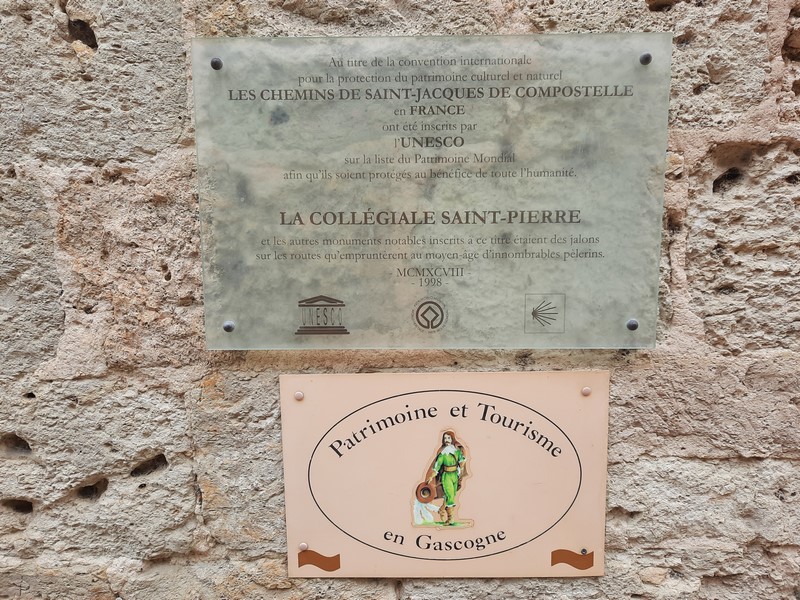 Au titre de la convention internationale
pour la protection du patrimoine culturel et naturel
LES CHEMINS DE SAINT-JACQUES DE COMPOSTELLE
en FRANCE
ont été inscrits par
l'UNESCO
sur la liste du Patrimoine Mondial
afin qu'ils soient protégés au bénéfice de toute l'humanité.
LA COLLÉGIALE SAINT-PIERRE
et les autres monuments notables inscrits à ce titre étaient des jalons
sur les routes qu'empruntèrent au moyen-âge d'innombrables pèlerins.
- MCMXCVIII -
- 1998 -
UNESCO
Patrimoine et Tourisme
en Gascogne